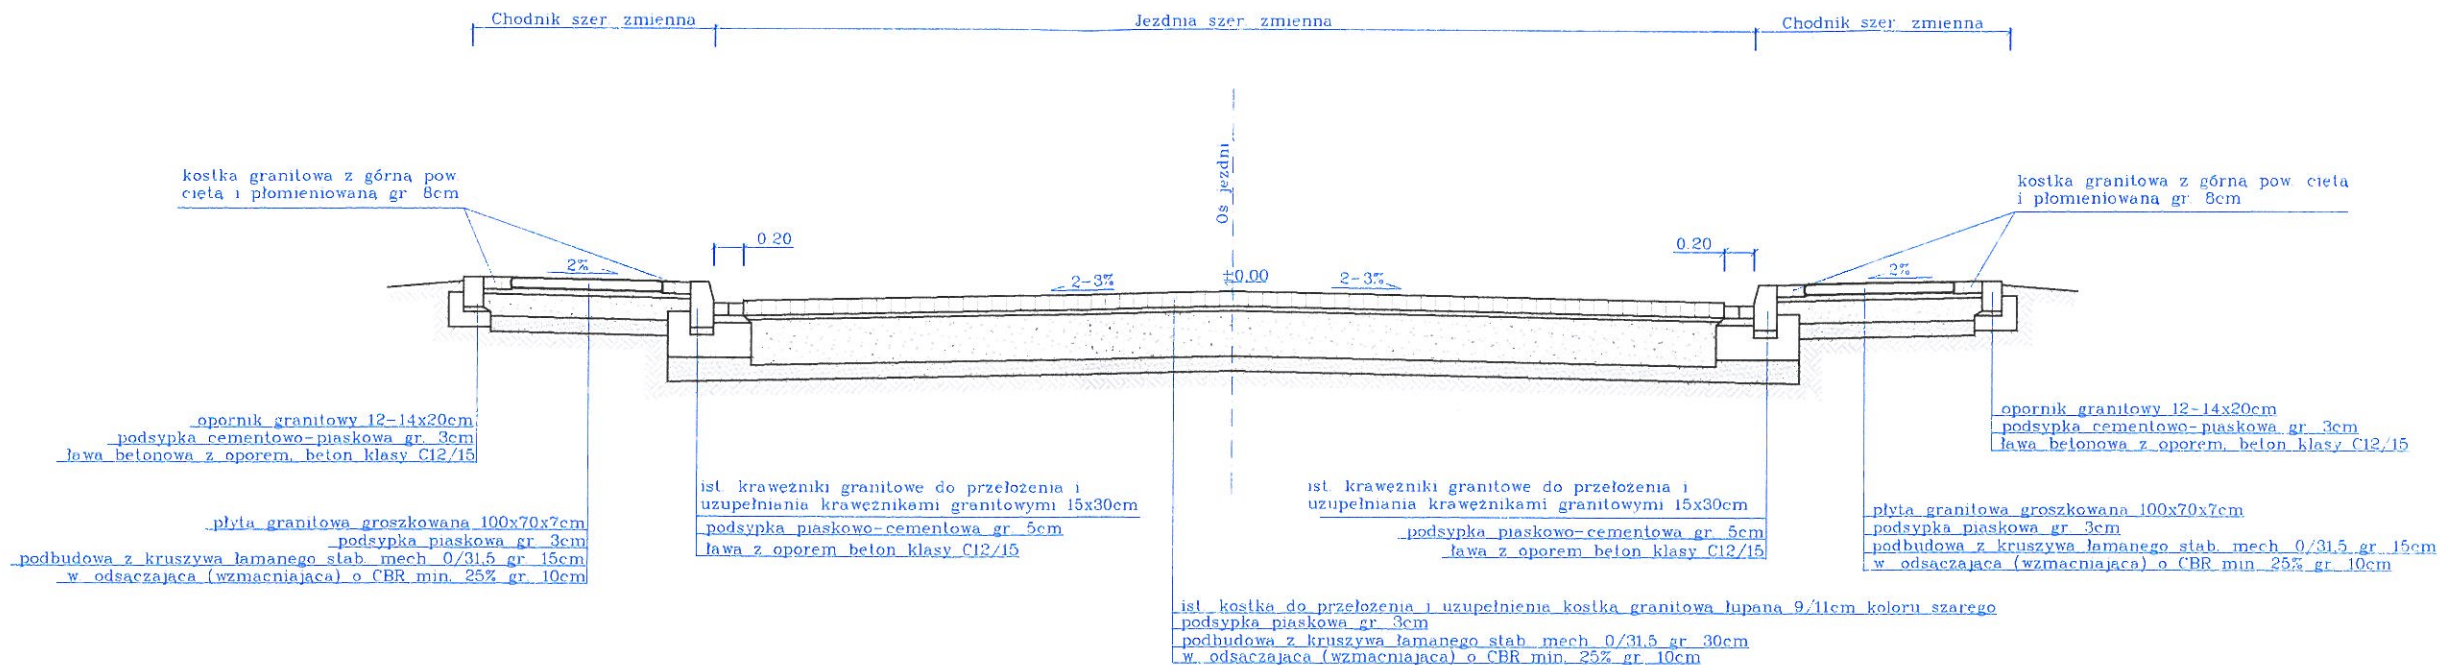 Chodnik szer. zmienna
Jezdnia szer. zmienna
Chodnik szer. zmienna
Oś jezdni
kostka granitowa z górną pow.
ciętą i płomieniowaną gr. 8cm
kostka granitowa z górną pow. ciętą
i płomieniowaną gr. 8cm
0.20
0.20
2%
2-3%
±0,00
2-3%
2%
opornik granitowy 12-14x20cm
podsypka cementowo-piaskowa gr. 3cm
ława betonowa z oporem, beton klasy C12/15
opornik granitowy 12-14x20cm
podsypka cementowo-piaskowa gr. 3cm
ława betonowa z oporem, beton klasy C12/15
ist. krawężniki granitowe do przełożenia i
uzupełniania krawężnikami granitowymi 15x30cm
podsypka piaskowo-cementowa gr. 5cm
ława z oporem beton klasy C12/15
ist. krawężniki granitowe do przełożenia i
uzupełniania krawężnikami granitowymi 15x30cm
podsypka piaskowo-cementowa gr. 5cm
ława z oporem beton klasy C12/15
płyta granitowa groszkowana 100x70x7cm
podsypka piaskowa gr. 3cm
podbudowa z kruszywa łamanego stab. mech. 0/31,5 gr. 15cm
w. odsączająca (wzmacniająca) o CBR min. 25% gr. 10cm
płyta granitowa groszkowana 100x70x7cm
podsypka piaskowa gr. 3cm
podbudowa z kruszywa łamanego stab. mech. 0/31,5 gr. 15cm
w. odsączająca (wzmacniająca) o CBR min. 25% gr. 10cm
ist. kostka do przełożenia i uzupełnienia kostka granitowa łupana 9/11cm koloru szarego
podsypka piaskowa gr. 3cm
podbudowa z kruszywa łamanego stab. mech. 0/31,5 gr. 30cm
w. odsączająca (wzmacniająca) o CBR min. 25% gr. 10cm